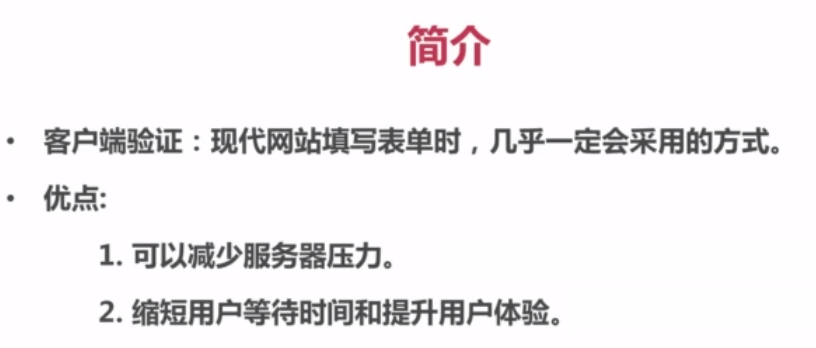 简介
• 客户端验证：现代网站填写表单时，几乎一定会采用的方式。
• 优点:
1. 可以减少服务器压力。
2. 缩短用户等待时间和提升用户体验。